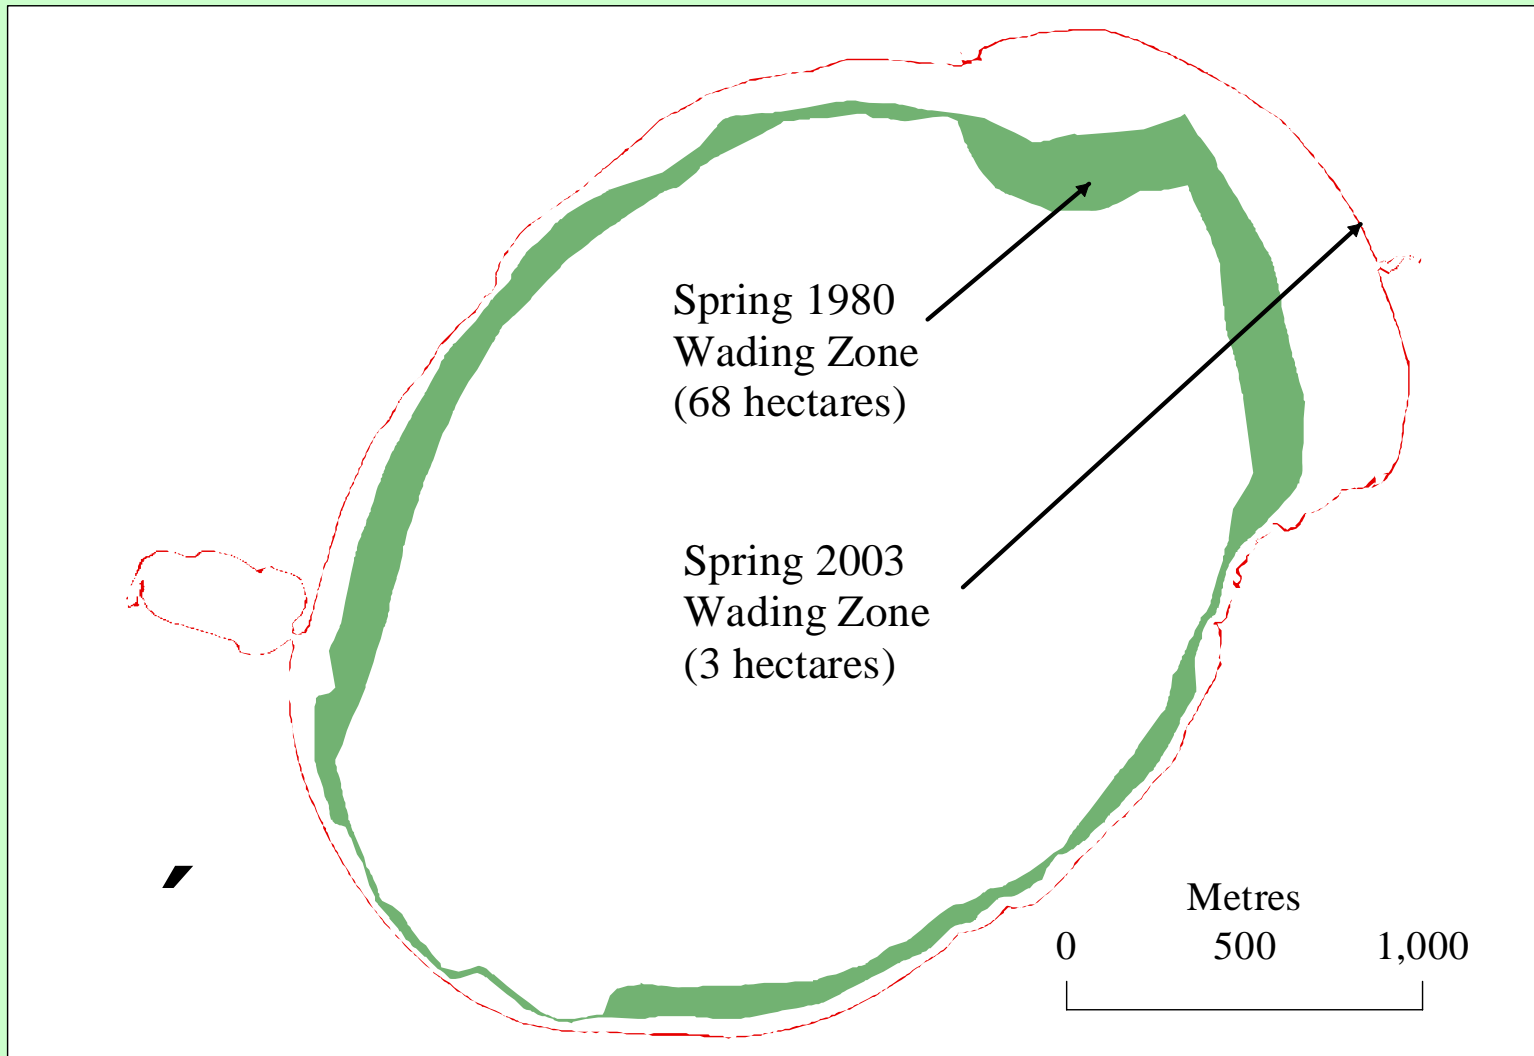 Spring 1980
Wading Zone
(68 hectares)
Spring 2003
Wading Zone
(3 hectares)
Metres
0 500 1,000